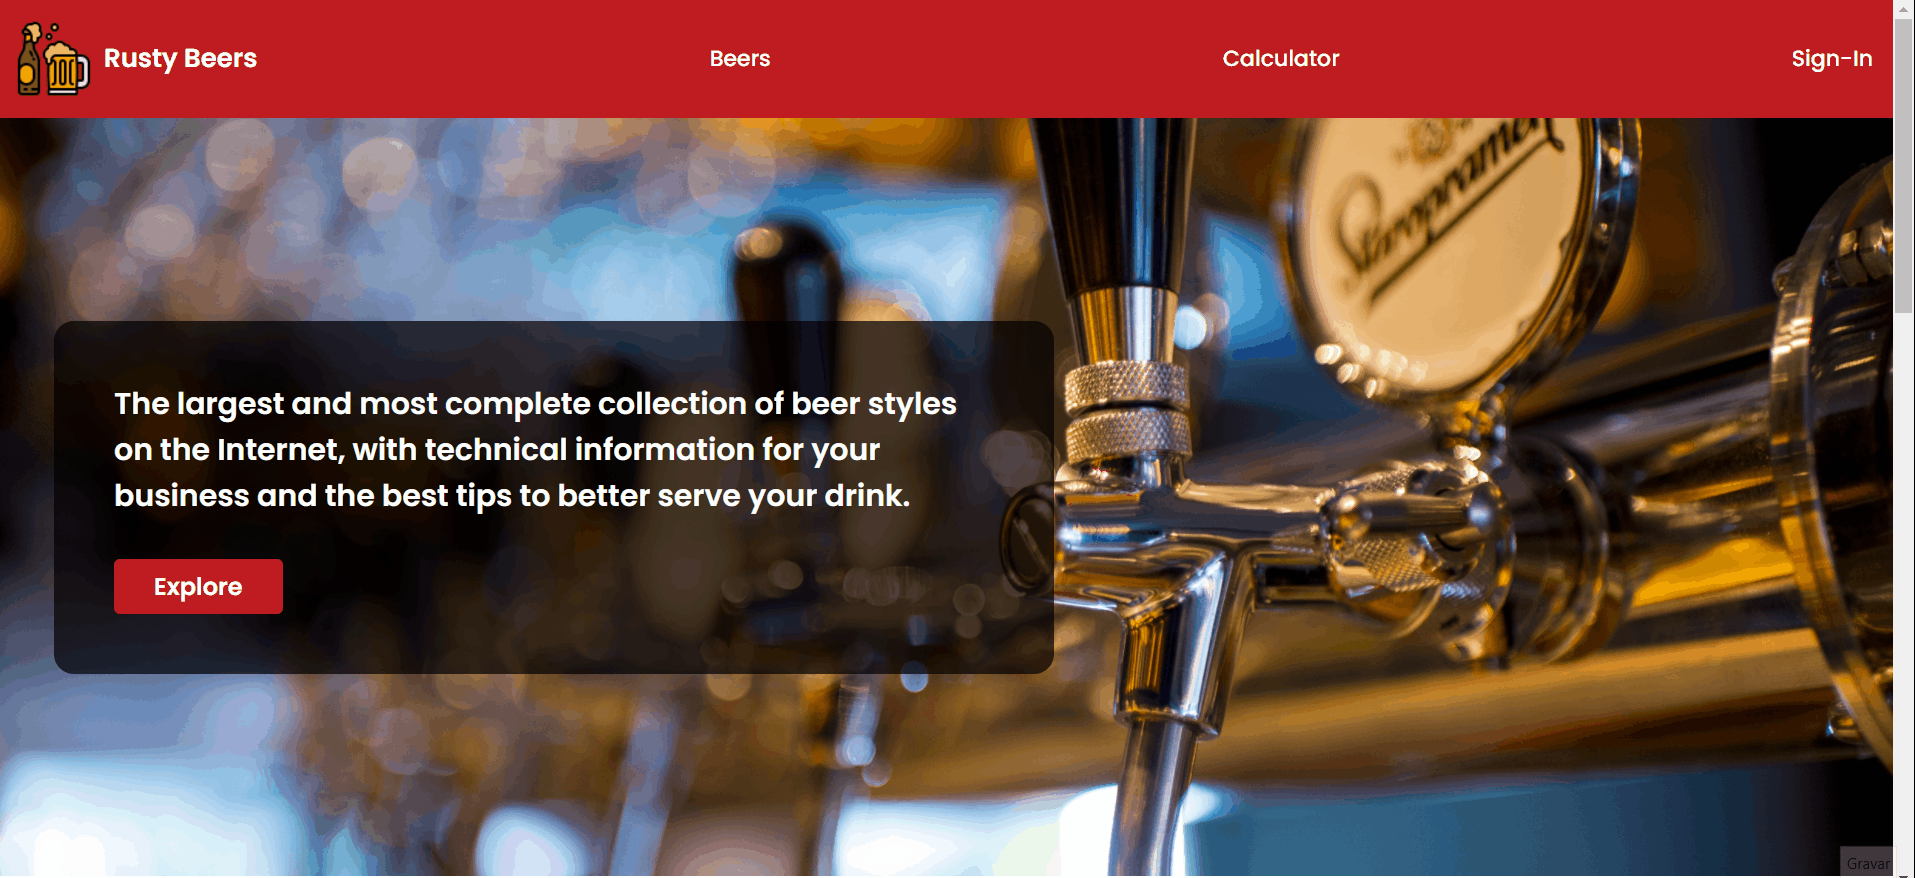 Rusty Beers
Beers
Calculator
Sign-In
Staropramen
The largest and most complete collection of beer styles
on the Internet, with technical information for your
business and the best tips to better serve your drink.
Explore
Gravar